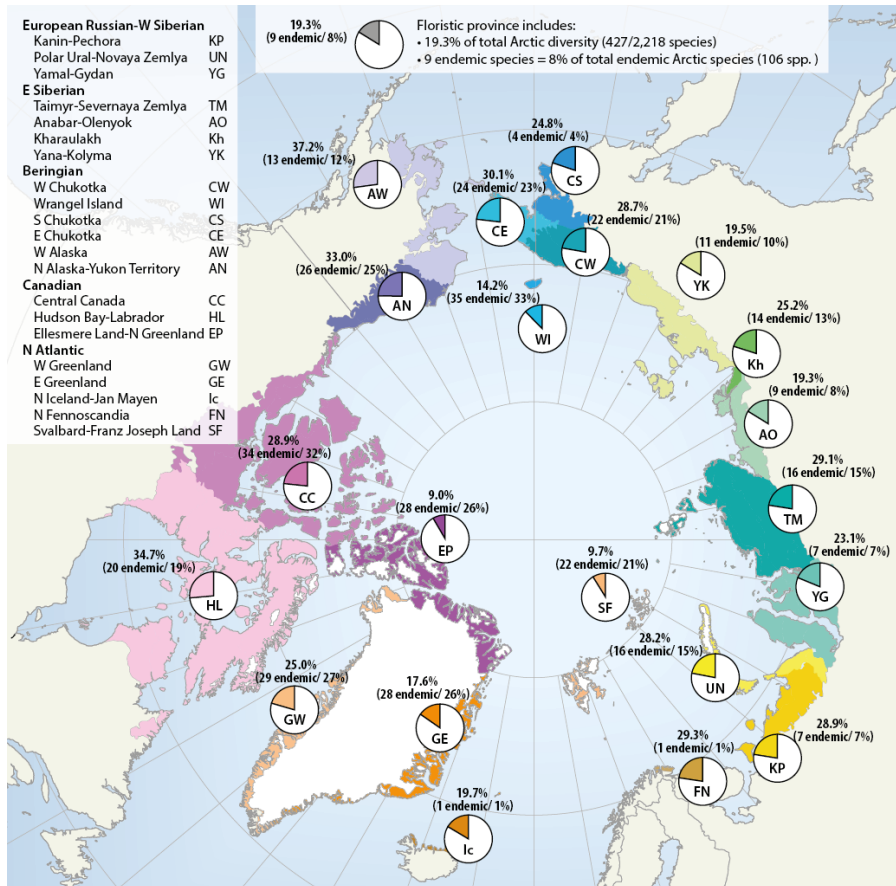 European Russian-W Siberian
Kanin-Pechora KP
Polar Ural-Novaya Zemlya UN
Yamal-Gydan YG
E Siberian
Taimyr-Severnaya Zemlya TM
Anabar-Olenyok AO
Kharaulakh Kh
Yana-Kolyma YK
Beringian
W Chukotka CW
Wrangel Island WI
S Chukotka CS
E Chukotka CE
W Alaska AW
N Alaska-Yukon Territory AN
Canadian
Central Canada CC
Hudson Bay-Labrador HL
Ellesmere Land-N Greenland EP
N Atlantic
W Greenland GW
E Greenland GE
N Iceland-Jan Mayen Ic
N Fennoscandia FN
Svalbard-Franz Joseph Land SF
19.3%
(9 endemic/ 8%)
Floristic province includes:
• 19.3% of total Arctic diversity (427/2,218 species)
• 9 endemic species = 8% of total endemic Arctic species (106 spp. )
24.8%
(4 endemic/ 4%)
CS
37.2%
(13 endemic/ 12%)
AW
30.1%
(24 endemic/ 23%)
CE
28.7%
(22 endemic/ 21%)
CW
19.5%
(11 endemic/ 10%)
YK
33.0%
(26 endemic/ 25%)
AN
14.2%
(35 endemic/ 33%)
WI
25.2%
(14 endemic/ 13%)
Kh
19.3%
(9 endemic/ 8%)
AO
28.9%
(34 endemic/ 32%)
CC
29.1%
(16 endemic/ 15%)
TM
9.0%
(28 endemic/ 26%)
EP
23.1%
(7 endemic/ 7%)
YG
34.7%
(20 endemic/ 19%)
HL
9.7%
(22 endemic/ 21%)
SF
28.2%
(16 endemic/ 15%)
UN
25.0%
(29 endemic/ 27%)
GW
17.6%
(28 endemic/ 26%)
GE
28.9%
(7 endemic/ 7%)
KP
29.3%
(1 endemic/ 1%)
FN
19.7%
(1 endemic/ 1%)
Ic